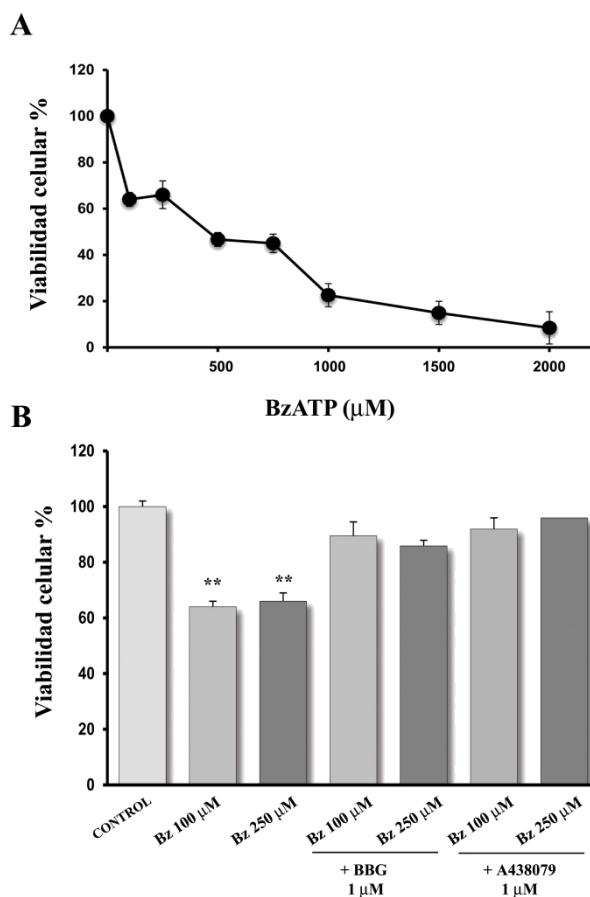 A
Viabilidad celular %
120
100
80
60
40
20
0
500 1000 1500 2000
BzATP (µM)
B
Viabilidad celular %
120
100
80
60
40
20
0
** **
CONTROL Bz 100 µM Bz 250 µM Bz 100 µM Bz 250 µM Bz 100 µM Bz 250 µM
+ BBG + A438079
1 µM 1 µM